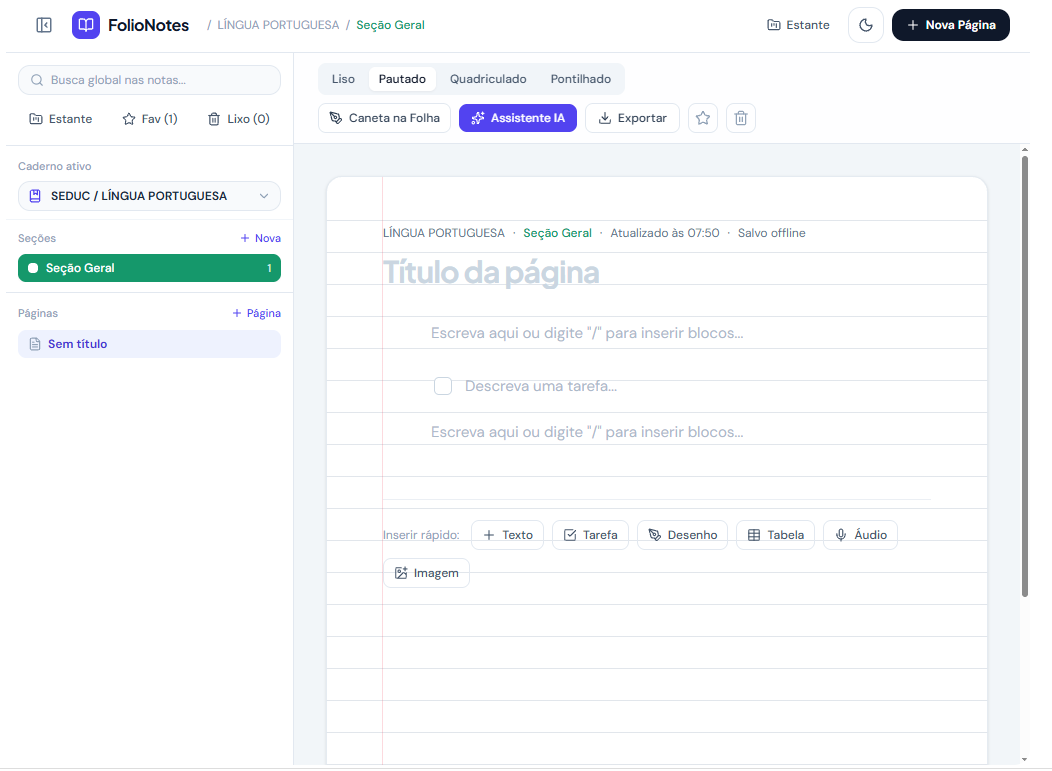 FolioNotes / LÍNGUA PORTUGUESA / Seção Geral Estante Nova Página
Busca global nas notas...
Estante Fav (1) Lixo (0)
Caderno ativo
SEDUC / LÍNGUA PORTUGUESA
Seções + Nova
Seção Geral 1
Páginas + Página
Sem título
Liso Pautado Quadriculado Pontilhado
Caneta na Folha Assistente IA Exportar
LÍNGUA PORTUGUESA · Seção Geral · Atualizado às 07:50 · Salvo offline
Título da página
Escreva aqui ou digite "/" para inserir blocos...
Descreva uma tarefa...
Escreva aqui ou digite "/" para inserir blocos...
Inserir rápido: Texto Tarefa Desenho Tabela Áudio
Imagem